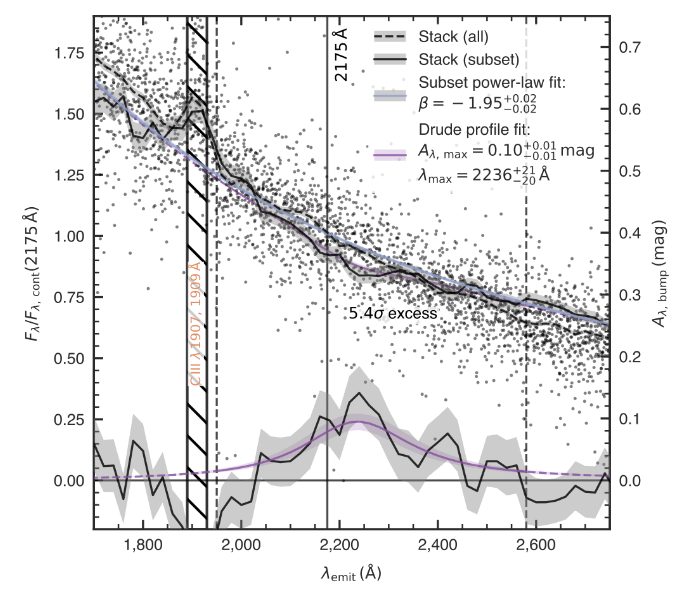 2175 Å
Stack (all)
Stack (subset)
Subset power-law fit:
β = −1.95 +0.02 −0.02
Drude profile fit:
Aλ, max = 0.10 +0.01 −0.01 mag
λmax = 2236 +21 −20 Å
5.4σ excess
C III λ1907, 1909 Å
Fλ/Fλ, cont(2175 Å)
1.75
1.50
1.25
1.00
0.75
0.50
0.25
0.00
Aλ, bump (mag)
0.7
0.6
0.5
0.4
0.3
0.2
0.1
0.0
1,800 2,000 2,200 2,400 2,600
λemit (Å)